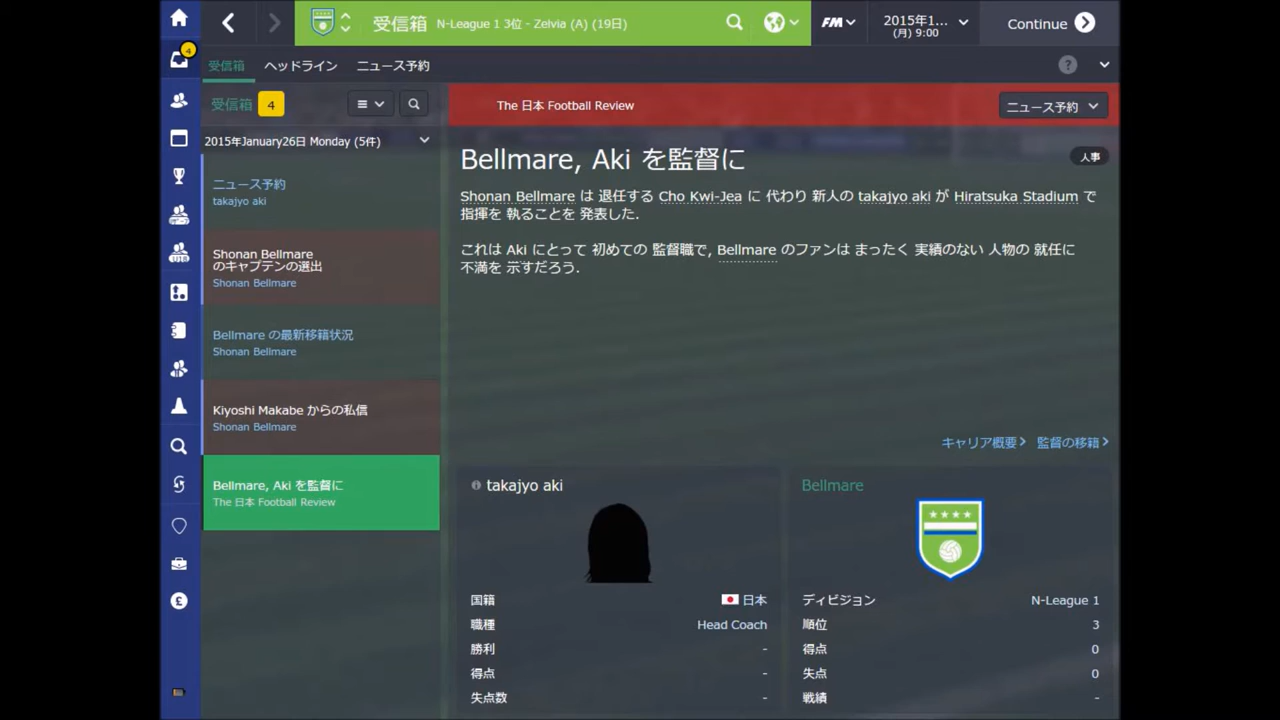 受信箱 N-League 1 3位 - Zelvia (A) (19日)
FM
2015年1...
(月) 9:00
Continue
4
受信箱 ヘッドライン ニュース予約
?
受信箱 4
The 日本 Football Review
ニュース予約
2015年January26日 Monday (5件)
ニュース予約
takajyo aki
Shonan Bellmare
のキャプテンの選出
Shonan Bellmare
Bellmare の最新移籍状況
Shonan Bellmare
Kiyoshi Makabe からの私信
Shonan Bellmare
Bellmare, Aki を監督に
The 日本 Football Review
Bellmare, Aki を監督に
人事
Shonan Bellmare は 退任する Cho Kwi-Jea に 代わり 新人の takajyo aki が Hiratsuka Stadium で
指揮を 執ることを 発表した.
これは Aki にとって 初めての 監督職で, Bellmare のファンは まったく 実績のない 人物の 就任に
不満を 示すだろう.
キャリア概要 監督の移籍
takajyo aki
国籍 日本
職種 Head Coach
勝利 -
得点 -
失点数 -
Bellmare
ディビジョン N-League 1
順位 3
得点 0
失点 0
戦績 -
U18
£